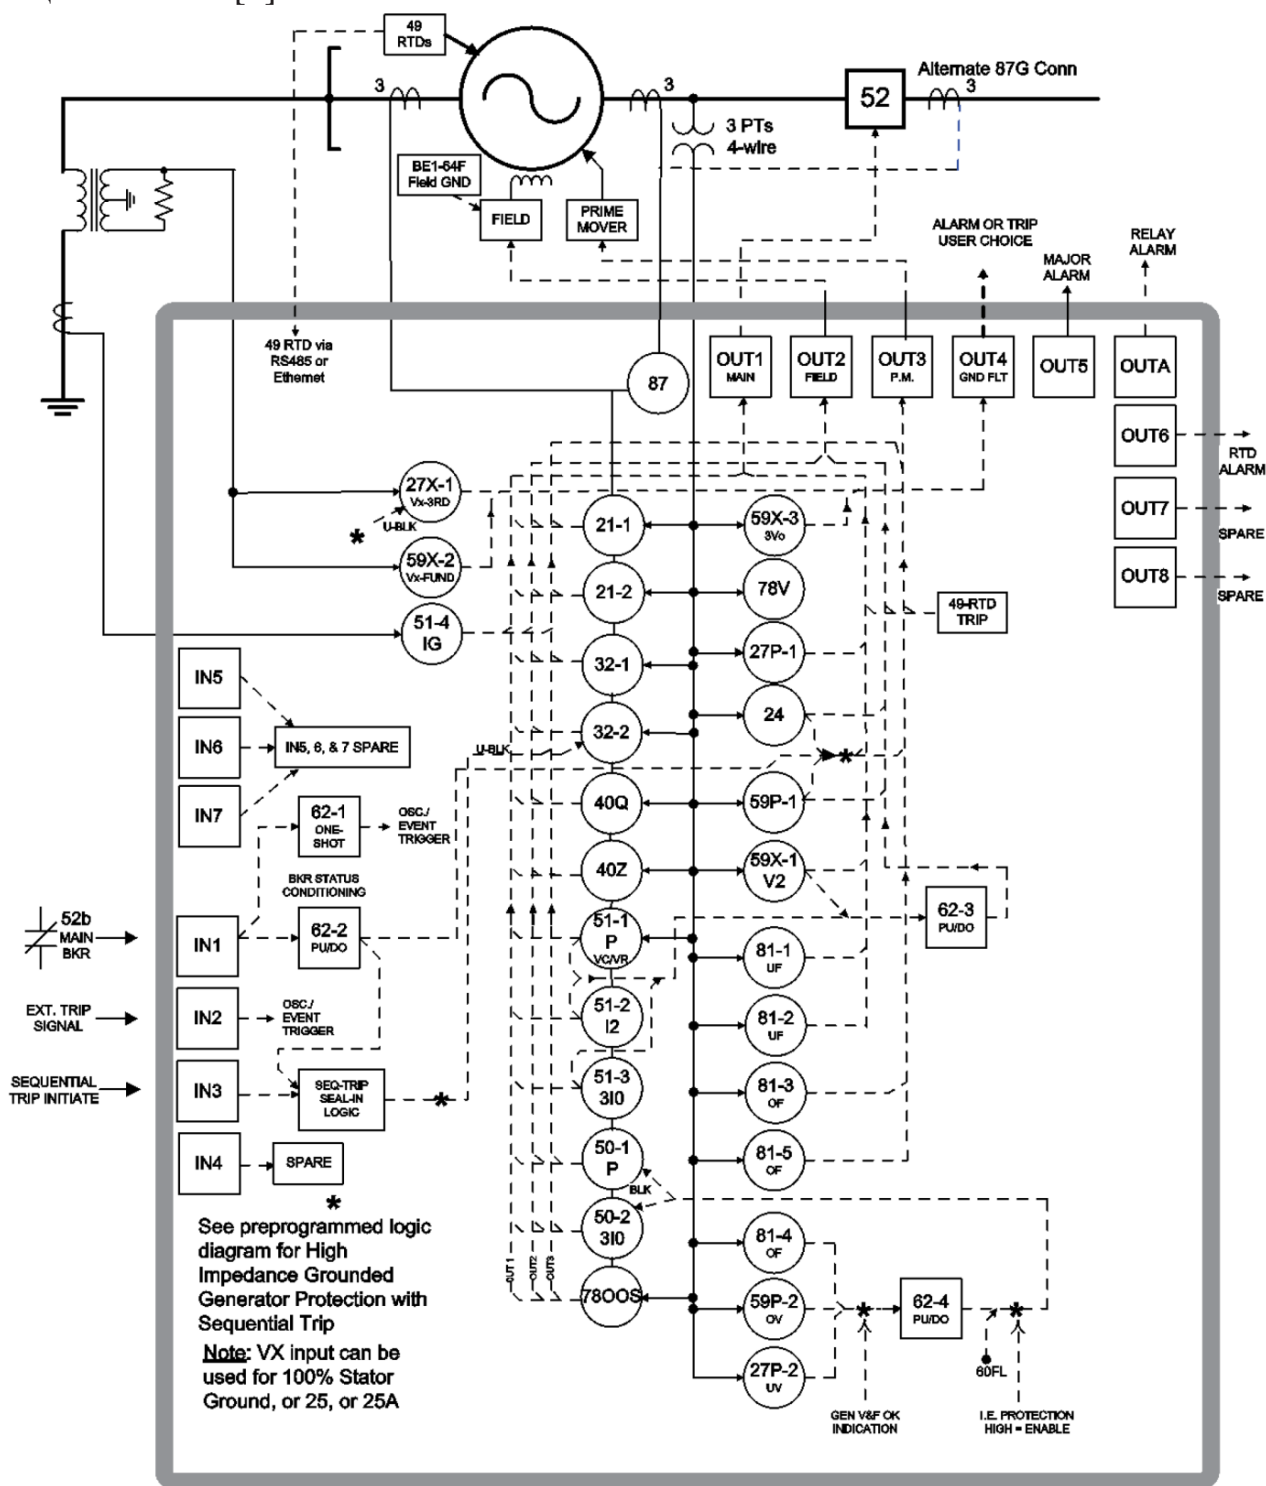 49
RTDs
3
3
52
Alternate 87G Conn
3
3 PTs
4-wire
BE1-64F
Field GND
FIELD
PRIME
MOVER
ALARM OR TRIP
USER CHOICE
MAJOR
ALARM
RELAY
ALARM
49 RTD via
RS485 or
Ethernet
87
OUT1
MAIN
OUT2
FIELD
OUT3
P.M.
OUT4
GND FLT
OUT5
OUTA
OUT6
RTD
ALARM
OUT7
SPARE
OUT8
SPARE
27X-1
Vx-3RD
U-BLK
*
59X-2
Vx-FUND
51-4
IG
21-1
21-2
32-1
32-2
U-BLK
40Q
40Z
51-1
P
VC/VR
51-2
I2
51-3
3I0
50-1
P
BLK
50-2
3I0
78OOS
OUT 1
OUT2
OUT3
59X-3
3Vo
78V
27P-1
24
*
59P-1
59X-1
V2
81-1
UF
81-2
UF
81-3
OF
81-5
OF
81-4
OF
59P-2
OV
27P-2
UV
49-RTD
TRIP
62-3
PU/DO
62-4
PU/DO
*
*
60FL
GEN V&F OK
INDICATION
I.E. PROTECTION
HIGH = ENABLE
IN5
IN6
IN7
IN5, 6, & 7 SPARE
62-1
ONE-
SHOT
OSC./
EVENT
TRIGGER
BKR STATUS
CONDITIONING
52b
MAIN
BKR
IN1
62-2
PU/DO
EXT. TRIP
SIGNAL
IN2
OSC./
EVENT
TRIGGER
SEQUENTIAL
TRIP INITIATE
IN3
SEQ-TRIP
SEAL-IN
LOGIC
*
IN4
SPARE
*
See preprogrammed logic
diagram for High
Impedance Grounded
Generator Protection with
Sequential Trip
Note: VX input can be
used for 100% Stator
Ground, or 25, or 25A